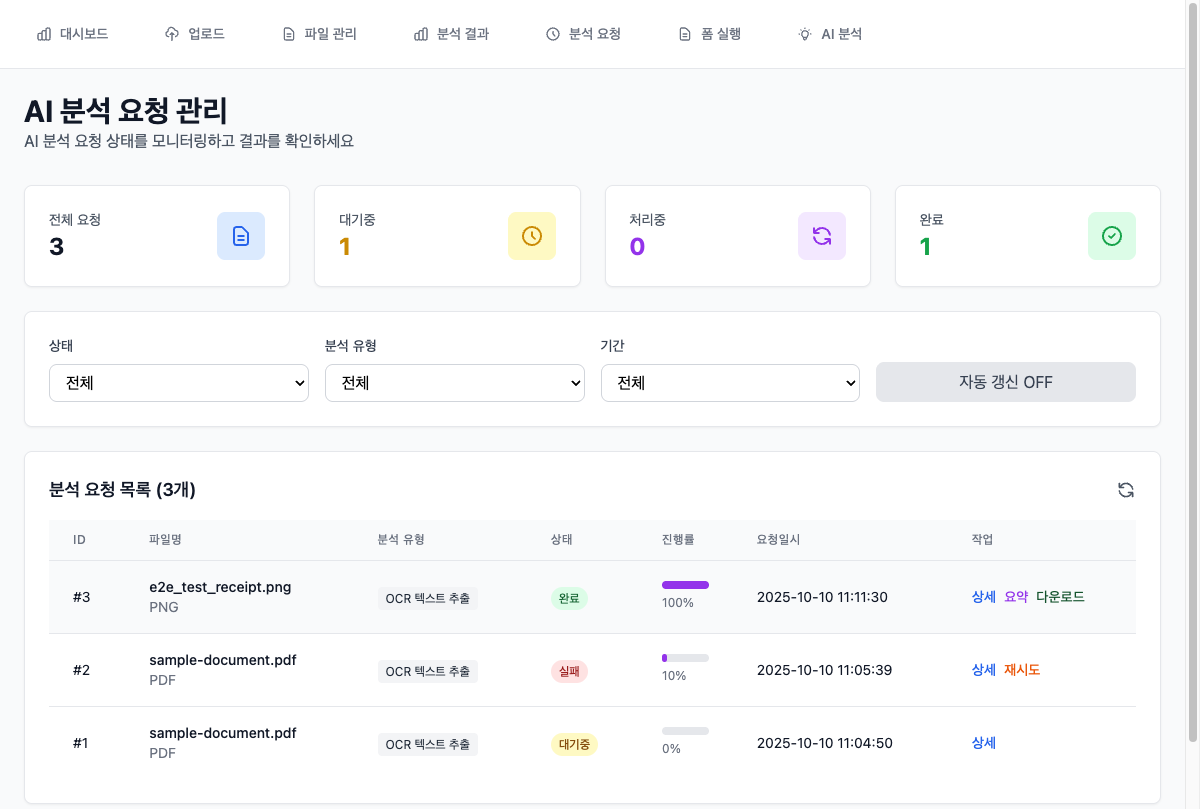 대시보드 업로드 파일 관리 분석 결과 분석 요청 폼 실행 AI 분석
AI 분석 요청 관리
AI 분석 요청 상태를 모니터링하고 결과를 확인하세요
전체 요청
3
대기중
1
처리중
0
완료
1
상태
전체
분석 유형
전체
기간
전체
자동 갱신 OFF
분석 요청 목록 (3개)
ID 파일명 분석 유형 상태 진행률 요청일시 작업
#3 e2e_test_receipt.png PNG OCR 텍스트 추출 완료 100% 2025-10-10 11:11:30 상세 요약 다운로드
#2 sample-document.pdf PDF OCR 텍스트 추출 실패 10% 2025-10-10 11:05:39 상세 재시도
#1 sample-document.pdf PDF OCR 텍스트 추출 대기중 0% 2025-10-10 11:04:50 상세